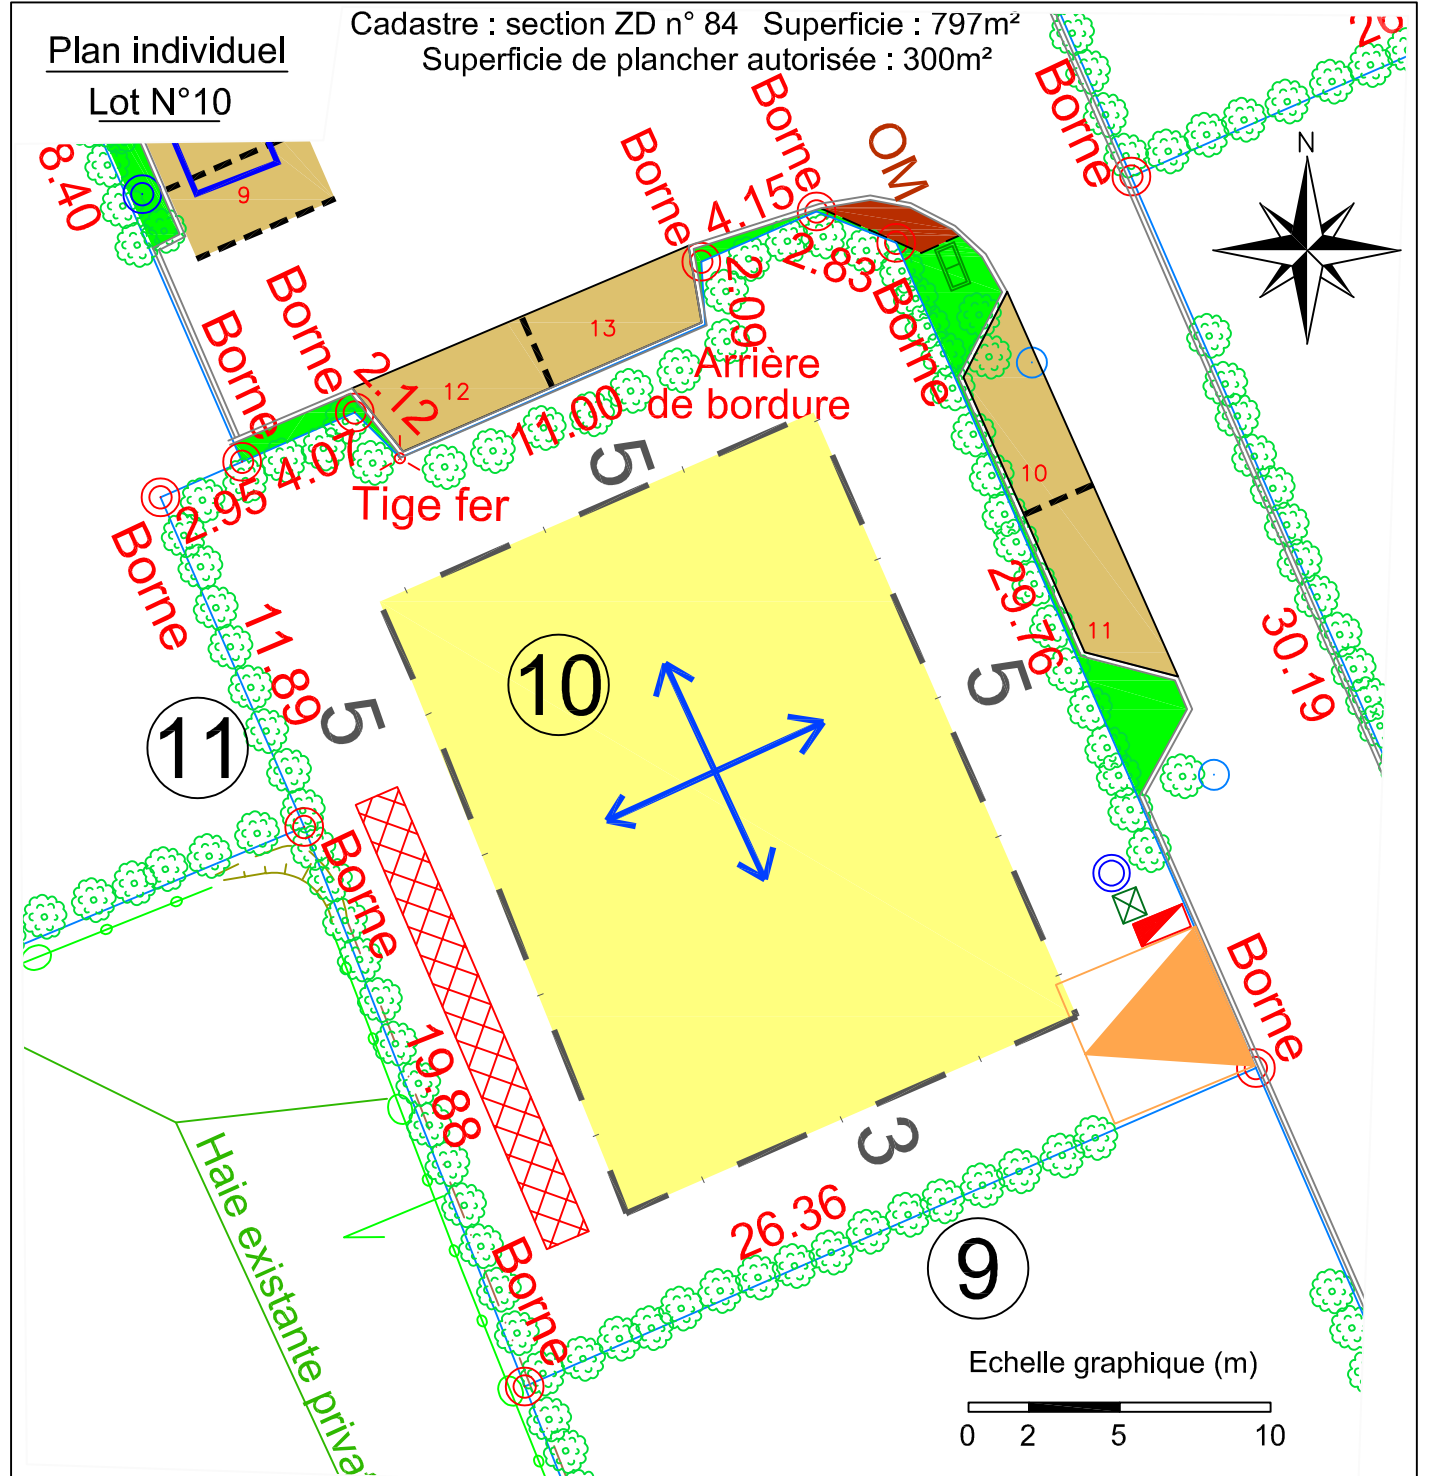 Plan individuel
Lot N°10
Cadastre : section ZD n° 84 Superficie : 797m²
Superficie de plancher autorisée : 300m²
8.40
9
Borne
Borne
OM
Borne
N
4.15
2.83
2.09
Borne
Borne
Borne
2.12
13
12
11.00
Arrière
de bordure
4.07
2.95
Tige fer
Borne
5
10
11
29.76
30.19
5
10
11.89
5
11
Borne
19.88
Borne
3
26.36
Borne
9
Haie existante
Echelle graphique (m)
0 2 5 10